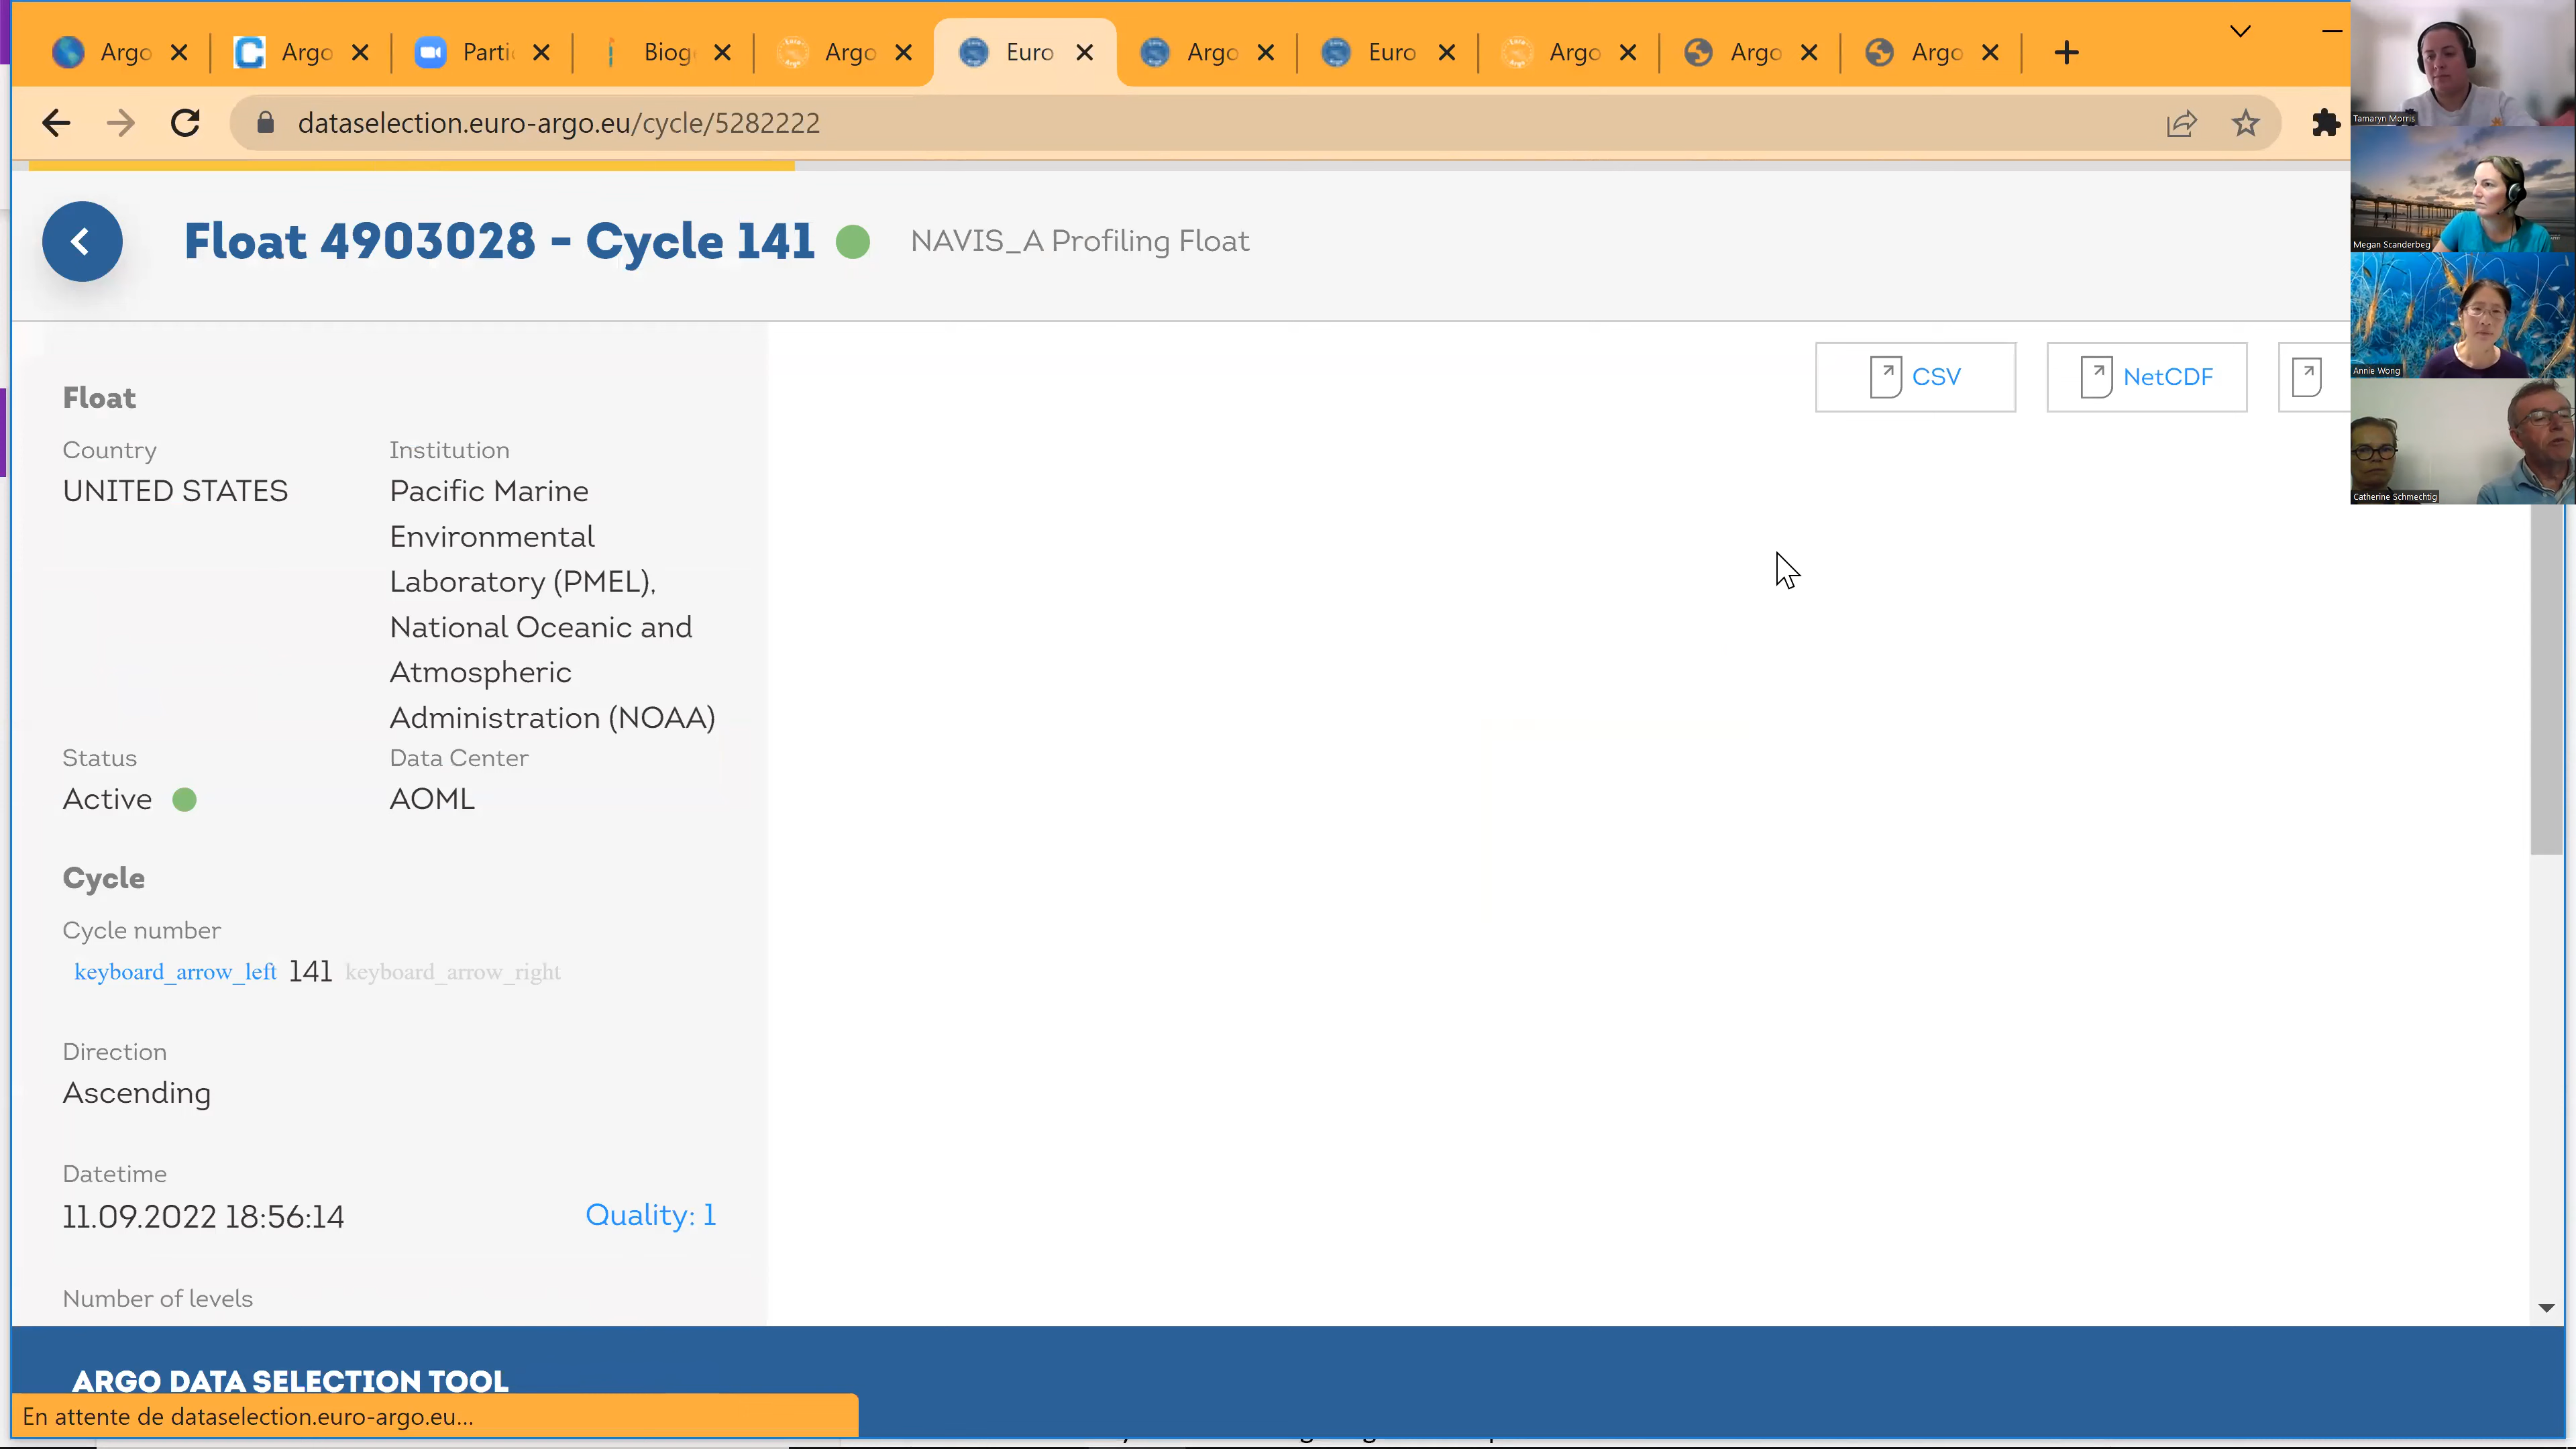 Argo
Argo
Partic
Biog
Argo
Euro
Argo
Euro
Argo
Argo
Argo
dataselection.euro-argo.eu/cycle/5282222
Float 4903028 - Cycle 141
NAVIS_A Profiling Float
CSV
NetCDF
Tamaryn Morris
Megan Scanderbeg
Annie Wong
Catherine Schmechtig
Float
Country
UNITED STATES
Institution
Pacific Marine
Environmental
Laboratory (PMEL),
National Oceanic and
Atmospheric
Administration (NOAA)
Status
Active
Data Center
AOML
Cycle
Cycle number
keyboard_arrow_left 141 keyboard_arrow_right
Direction
Ascending
Datetime
11.09.2022 18:56:14
Quality: 1
Number of levels
ARGO DATA SELECTION TOOL
En attente de dataselection.euro-argo.eu...